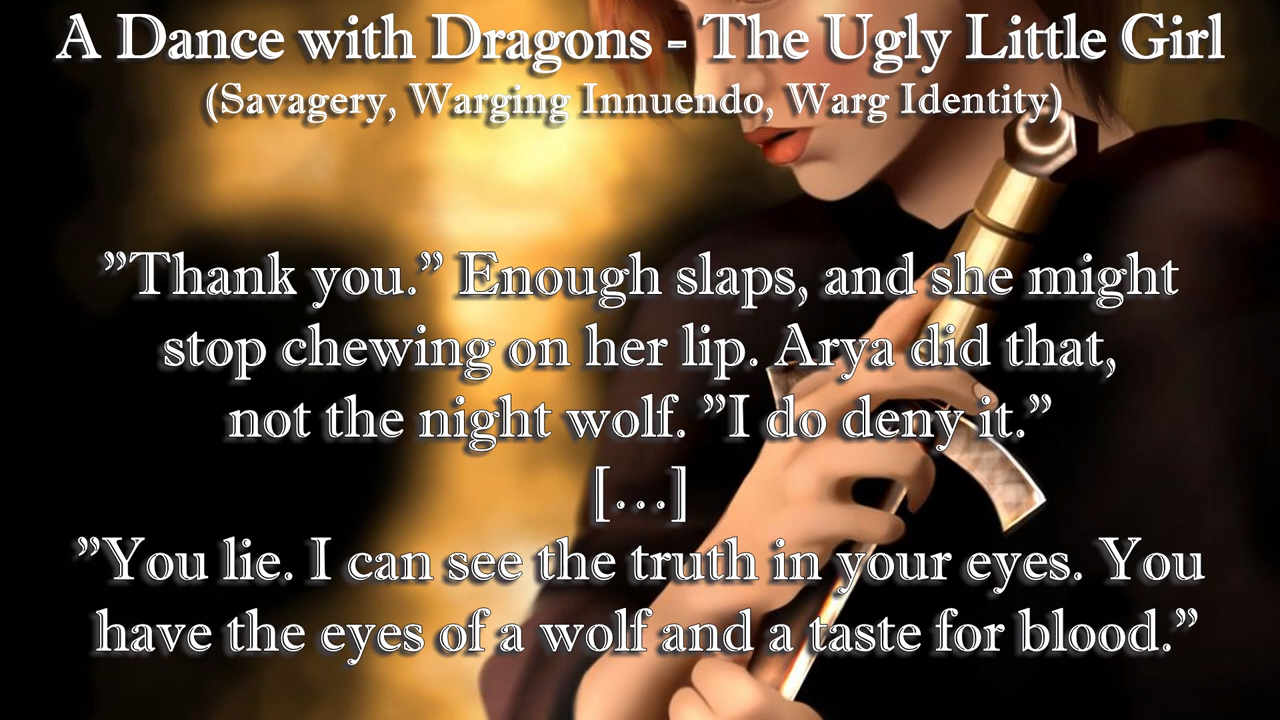 A Dance with Dragons - The Ugly Little Girl
(Savagery, Warging Innuendo, Warg Identity)
”Thank you.” Enough slaps, and she might
stop chewing on her lip. Arya did that,
not the night wolf. ”I do deny it.”
[…]
”You lie. I can see the truth in your eyes. You
have the eyes of a wolf and a taste for blood.”